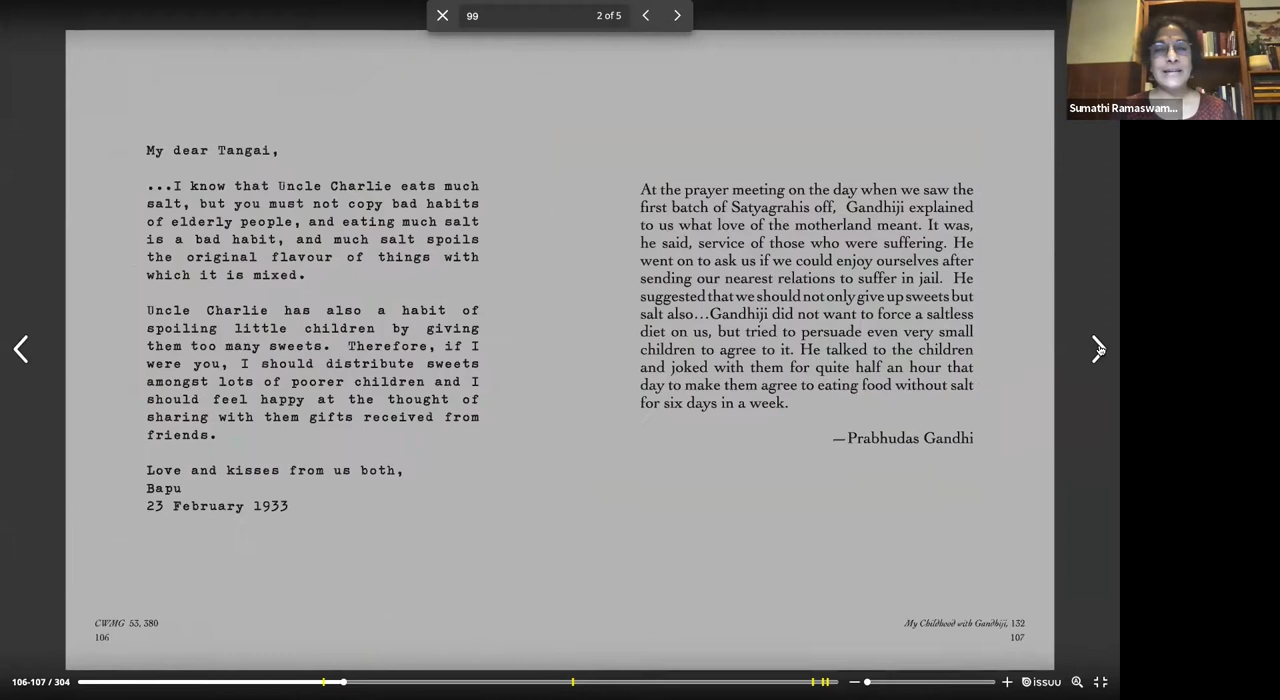 99
2 of 5
Sumathi Ramaswam...
My dear Tangai,
...I know that Uncle Charlie eats much
salt, but you must not copy bad habits
of elderly people, and eating much salt
is a bad habit, and much salt spoils
the original flavour of things with
which it is mixed.
Uncle Charlie has also a habit of
spoiling little children by giving
them too many sweets. Therefore, if I
were you, I should distribute sweets
amongst lots of poorer children and I
should feel happy at the thought of
sharing with them gifts received from
friends.
Love and kisses from us both,
Bapu
23 February 1933
CWMG 53, 380
106
At the prayer meeting on the day when we saw the
first batch of Satyagrahis off, Gandhiji explained
to us what love of the motherland meant. It was,
he said, service of those who were suffering. He
went on to ask us if we could enjoy ourselves after
sending our nearest relations to suffer in jail. He
suggested that we should not only give up sweets but
salt also...Gandhiji did not want to force a saltless
diet on us, but tried to persuade even very small
children to agree to it. He talked to the children
and joked with them for quite half an hour that
day to make them agree to eating food without salt
for six days in a week.
—Prabhudas Gandhi
My Childhood with Gandhiji, 132
107
106-107 / 304
issuu